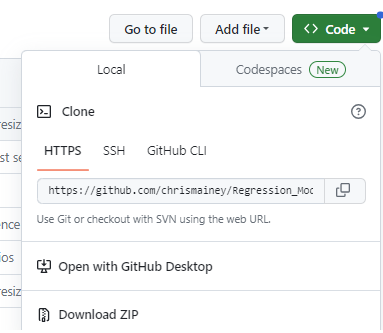 Go to file Add file Code
Local Codespaces New
Clone
HTTPS SSH GitHub CLI
https://github.com/chrismainey/Regression_Mod
Use Git or checkout with SVN using the web URL.
Open with GitHub Desktop
Download ZIP
resiz
st se
ence
ios
resiz